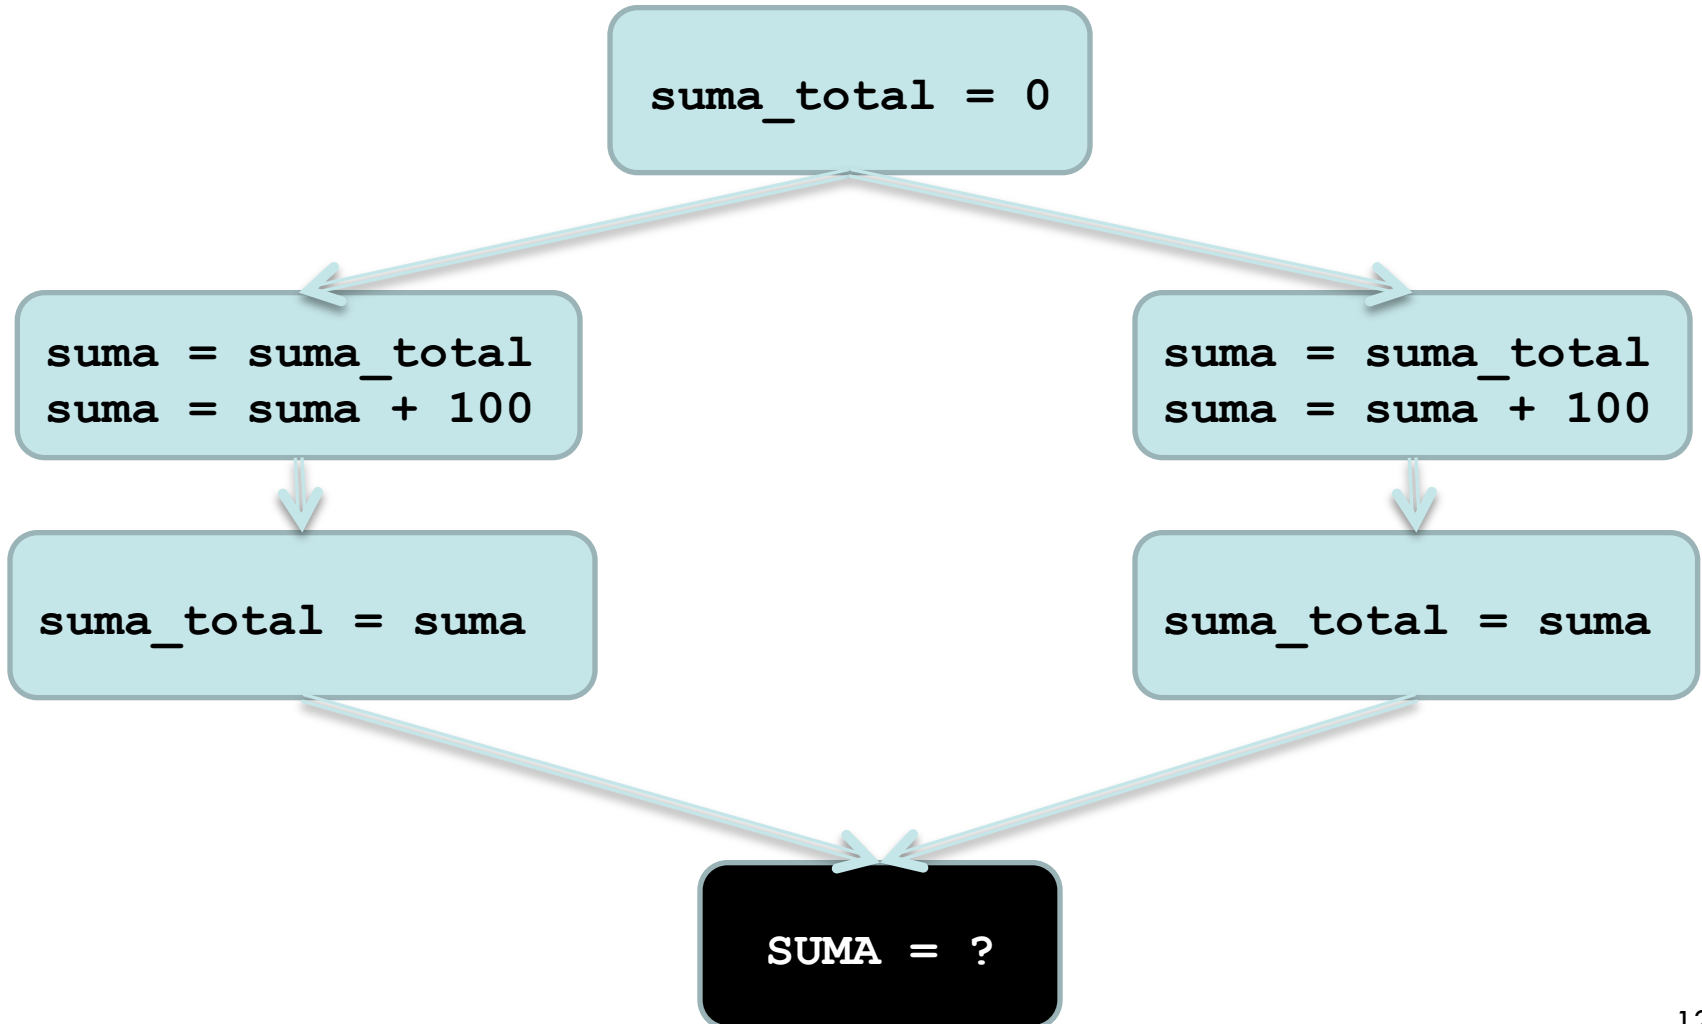 suma_total = 0
suma = suma_total
suma = suma + 100
suma = suma_total
suma = suma + 100
suma_total = suma
suma_total = suma
SUMA = ?